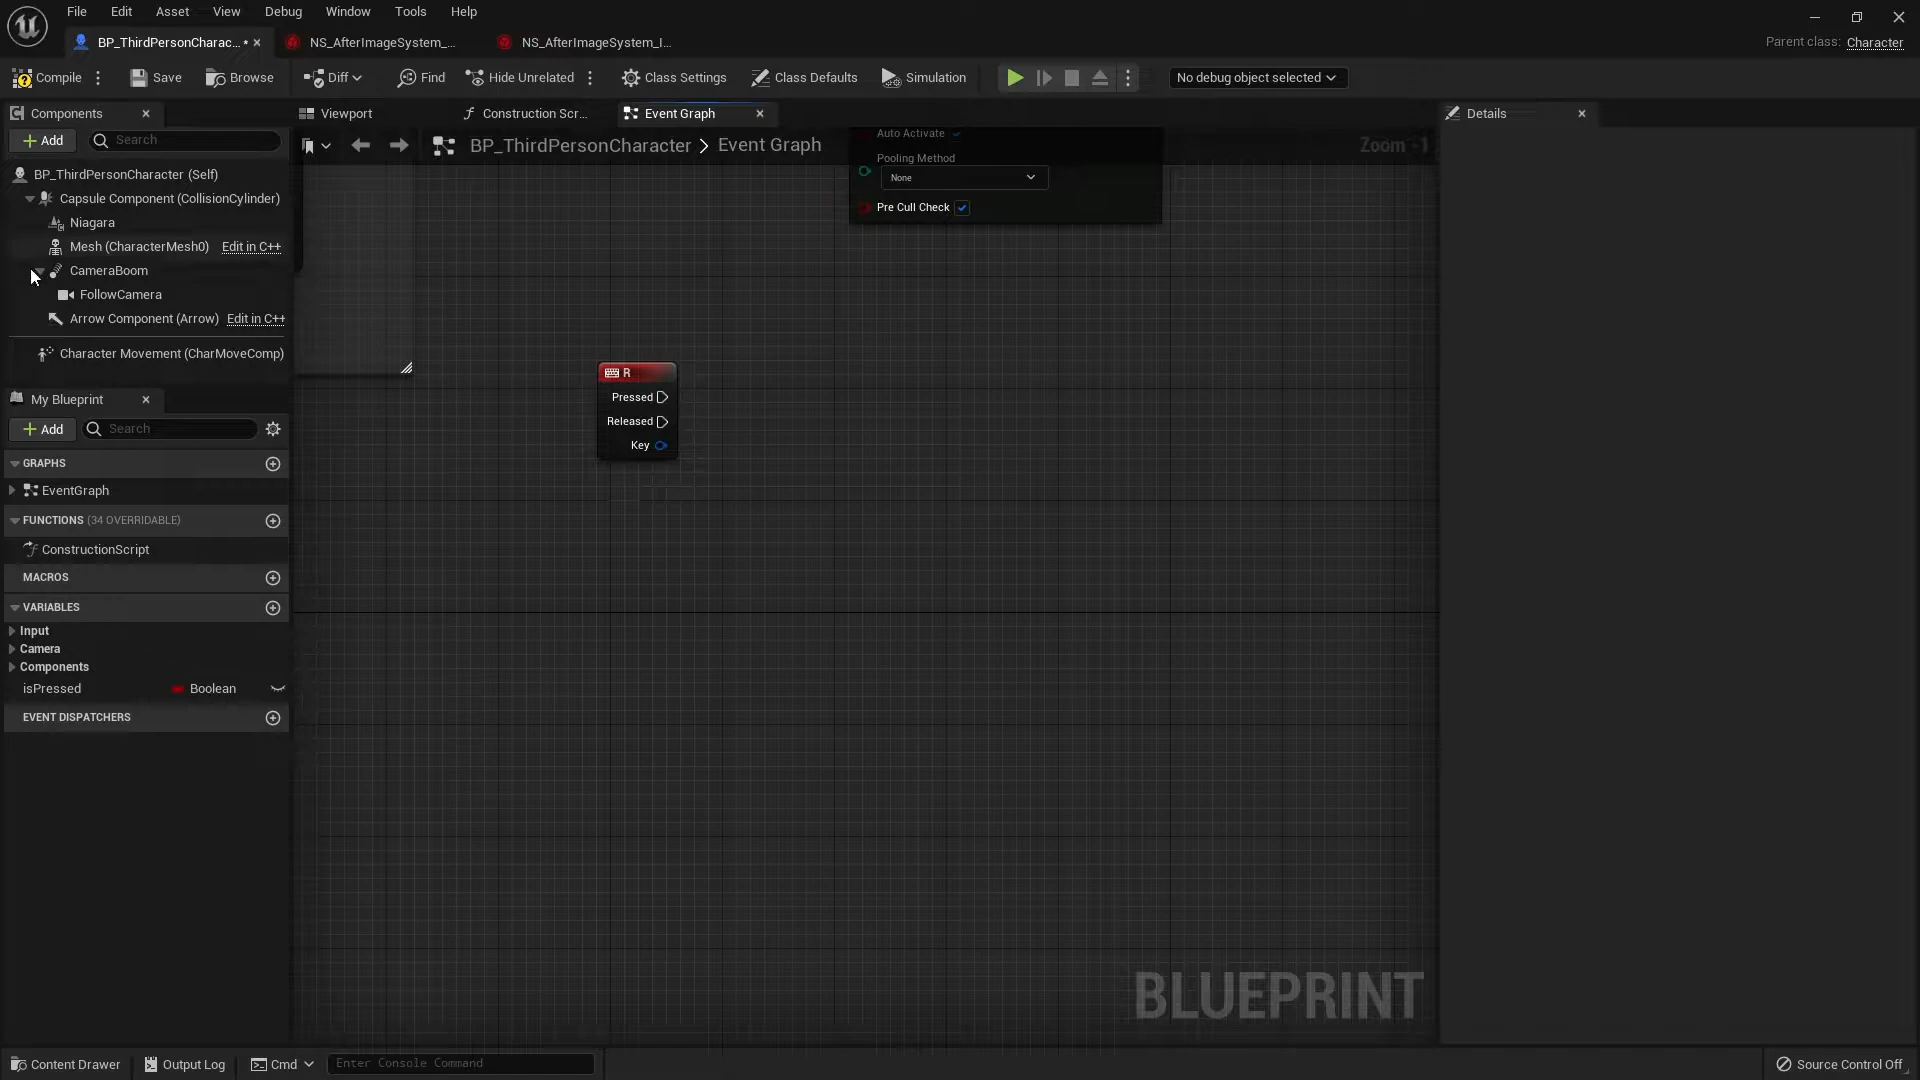 File Edit Asset View Debug Window Tools Help
BP_ThirdPersonCharac... • NS_AfterImageSystem_... NS_AfterImageSystem_I...
Parent class: Character
Compile Save Browse Diff Find Hide Unrelated Class Settings Class Defaults Simulation No debug object selected
Components Viewport Construction Scr... Event Graph Details
Add Search
BP_ThirdPersonCharacter > Event Graph
Zoom -1
Auto Activate
Pooling Method
None
Pre Cull Check
BP_ThirdPersonCharacter (Self)
Capsule Component (CollisionCylinder)
Niagara
Mesh (CharacterMesh0) Edit in C++
CameraBoom
FollowCamera
Arrow Component (Arrow) Edit in C++
Character Movement (CharMoveComp)
R
Pressed
Released
Key
My Blueprint
Add Search
GRAPHS
EventGraph
FUNCTIONS (34 OVERRIDABLE)
ConstructionScript
MACROS
VARIABLES
Input
Camera
Components
isPressed Boolean
EVENT DISPATCHERS
BLUEPRINT
Content Drawer Output Log Cmd Enter Console Command Source Control Off